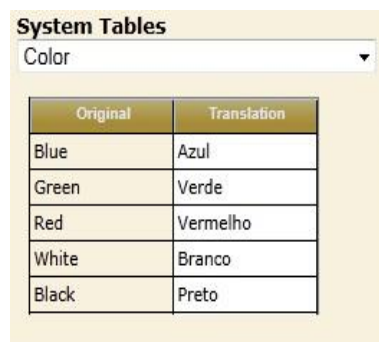 System Tables
Color
Original Translation
Blue Azul
Green Verde
Red Vermelho
White Branco
Black Preto